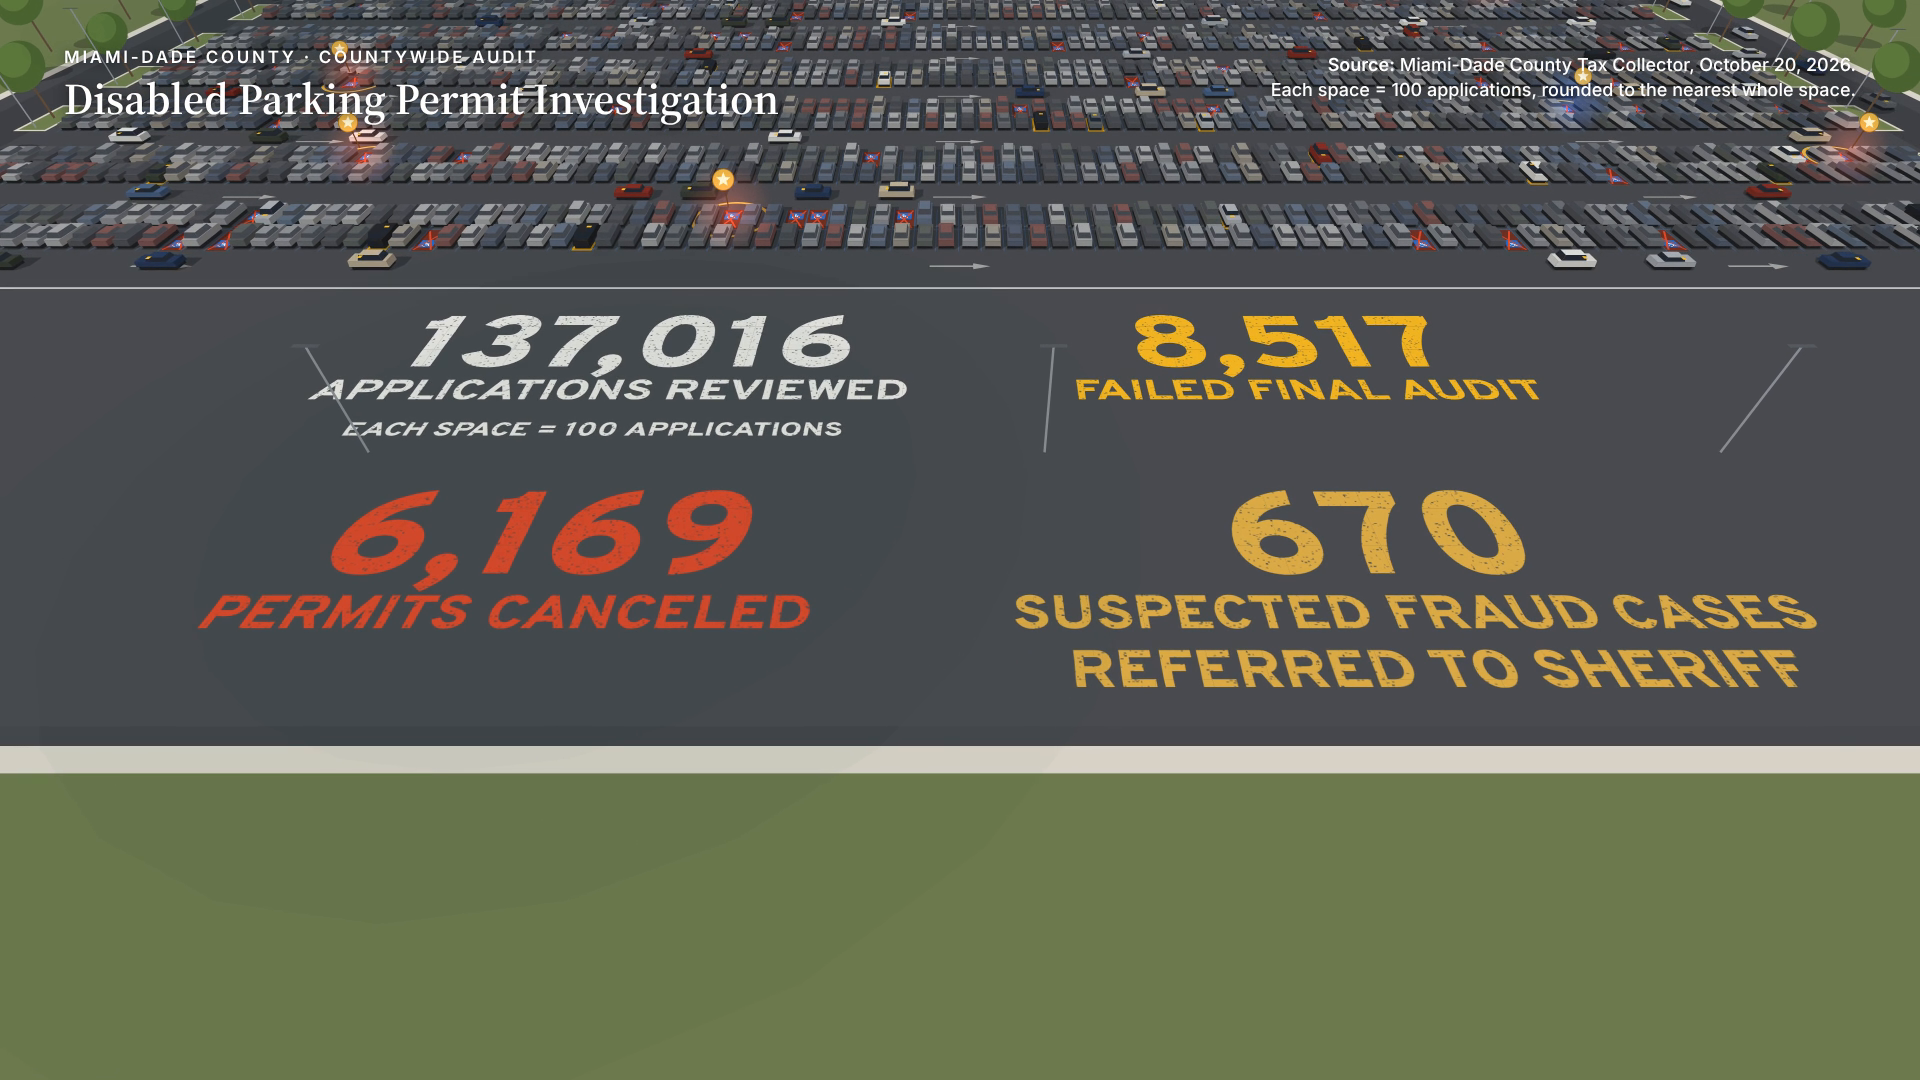 MIAMI-DADE COUNTY · COUNTYWIDE AUDIT
Disabled Parking Permit Investigation
Source: Miami-Dade County Tax Collector, October 20, 2026.
Each space = 100 applications, rounded to the nearest whole space.
137,016
APPLICATIONS REVIEWED
EACH SPACE = 100 APPLICATIONS
8,517
FAILED FINAL AUDIT
6,169
PERMITS CANCELED
670
SUSPECTED FRAUD CASES
REFERRED TO SHERIFF